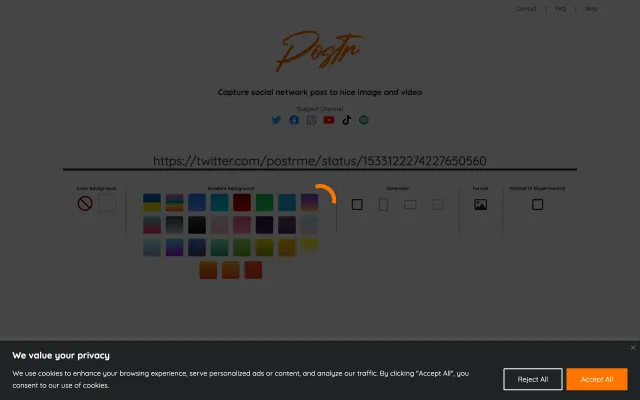 Contact | FAQ | Blog
Postr
Capture social network post to nice image and video
Support Channel
https://twitter.com/postrme/status/1533122274227650560
Color Background
Gradient background
Dimension
Format
Material for (Experimental)
We value your privacy
We use cookies to enhance your browsing experience, serve personalized ads or content, and analyze our traffic. By clicking "Accept All", you
consent to our use of cookies.
Reject All
Accept All